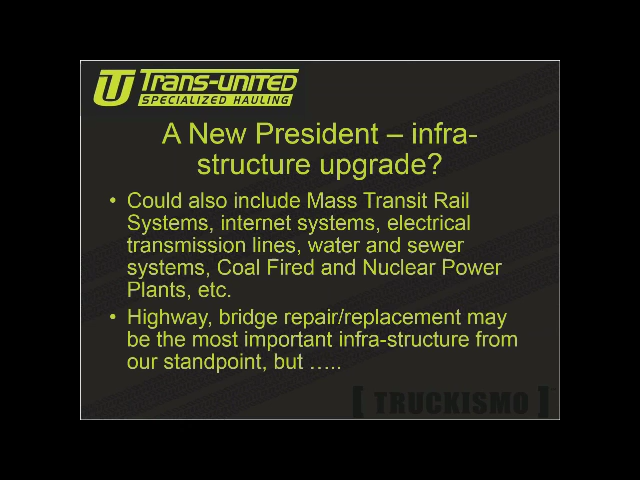 Trans-united
SPECIALIZED HAULING
A New President – infra-
structure upgrade?
• Could also include Mass Transit Rail
Systems, internet systems, electrical
transmission lines, water and sewer
systems, Coal Fired and Nuclear Power
Plants, etc.
• Highway, bridge repair/replacement may
be the most important infra-structure from
our standpoint, but …..
[ TRUCKISMO ]